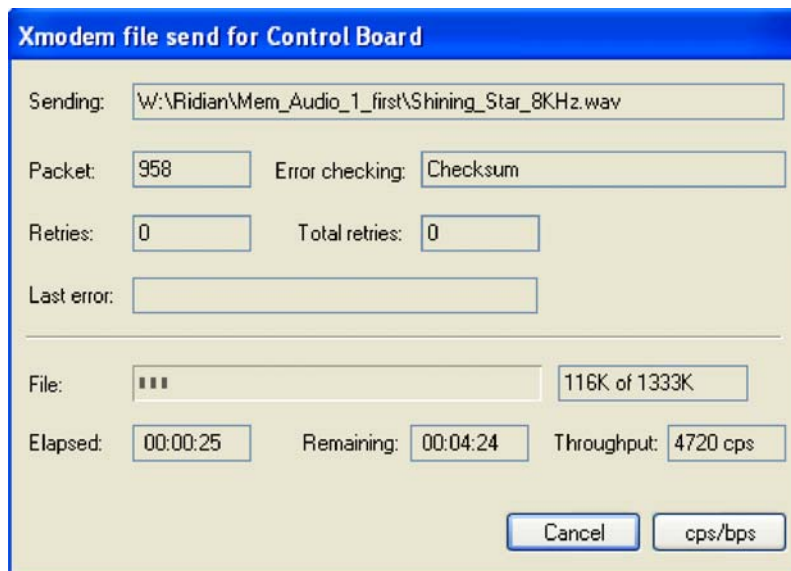 Xmodem file send for Control Board
Sending: W:\Ridian\Mem_Audio_1_first\Shining_Star_8KHz.wav
Packet: 958 Error checking: Checksum
Retries: 0 Total retries: 0
Last error:
File: 116K of 1333K
Elapsed: 00:00:25 Remaining: 00:04:24 Throughput: 4720 cps
Cancel cps/bps